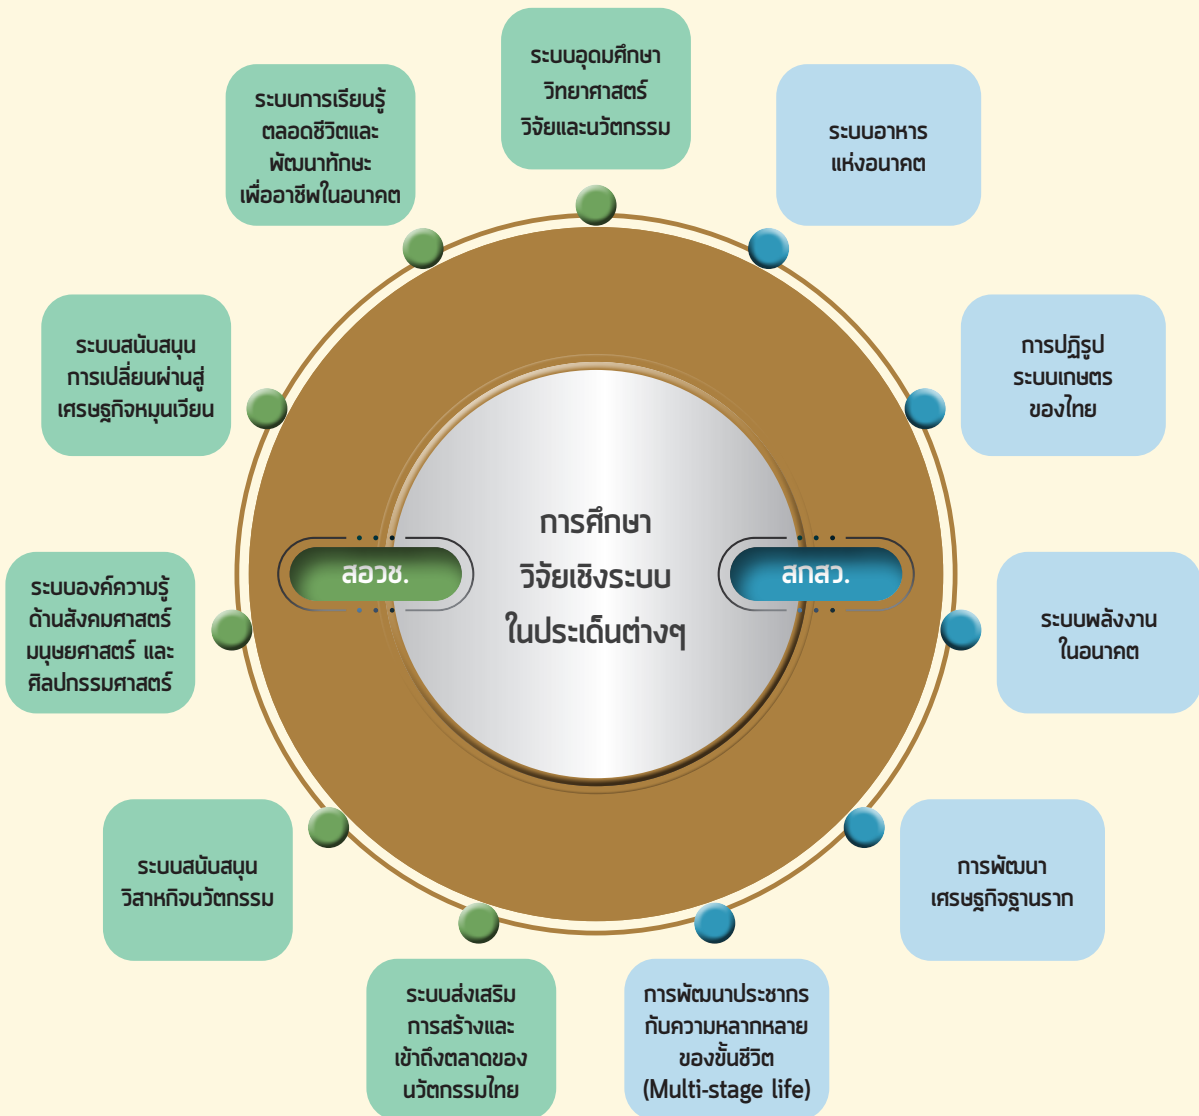 ระบบอุดมศึกษา
วิทยาศาสตร์
วิจัยและนวัตกรรม
ระบบการเรียนรู้
ตลอดชีวิตและ
พัฒนาทักษะ
เพื่ออาชีพในอนาคต
ระบบอาหาร
แห่งอนาคต
ระบบสนับสนุน
การเปลี่ยนผ่านสู่
เศรษฐกิจหมุนเวียน
การปฏิรูป
ระบบเกษตร
ของไทย
การศึกษา
วิจัยเชิงระบบ
ในประเด็นต่างๆ
สอวช.
สกสว.
ระบบองค์ความรู้
ด้านสังคมศาสตร์
มนุษยศาสตร์ และ
ศิลปกรรมศาสตร์
ระบบพลังงาน
ในอนาคต
ระบบสนับสนุน
วิสาหกิจนวัตกรรม
การพัฒนา
เศรษฐกิจฐานราก
ระบบส่งเสริม
การสร้างและ
เข้าถึงตลาดของ
นวัตกรรมไทย
การพัฒนาประชากร
กับความหลากหลาย
ของขั้นชีวิต
(Multi-stage life)